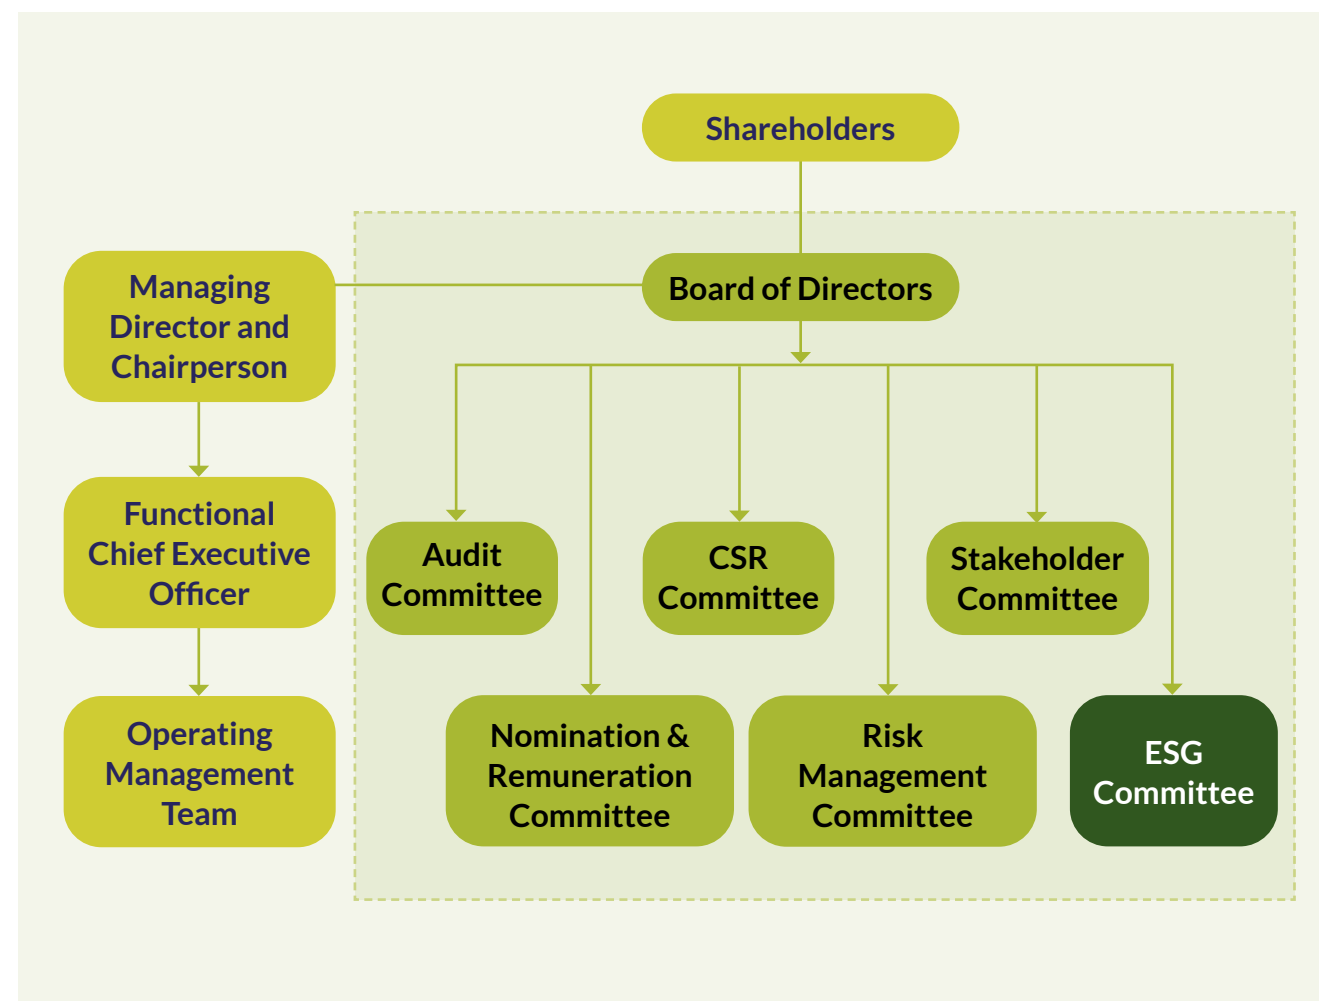 Shareholders
Board of Directors
Managing
Director and
Chairperson
Functional
Chief Executive
Officer
Operating
Management
Team
Audit
Committee
CSR
Committee
Stakeholder
Committee
Nomination &
Remuneration
Committee
Risk
Management
Committee
ESG
Committee